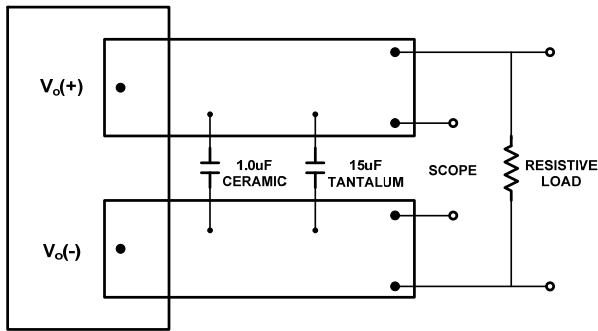 Vo(+)
1.0uF
CERAMIC
15uF
TANTALUM
SCOPE
RESISTIVE
LOAD
Vo(-)